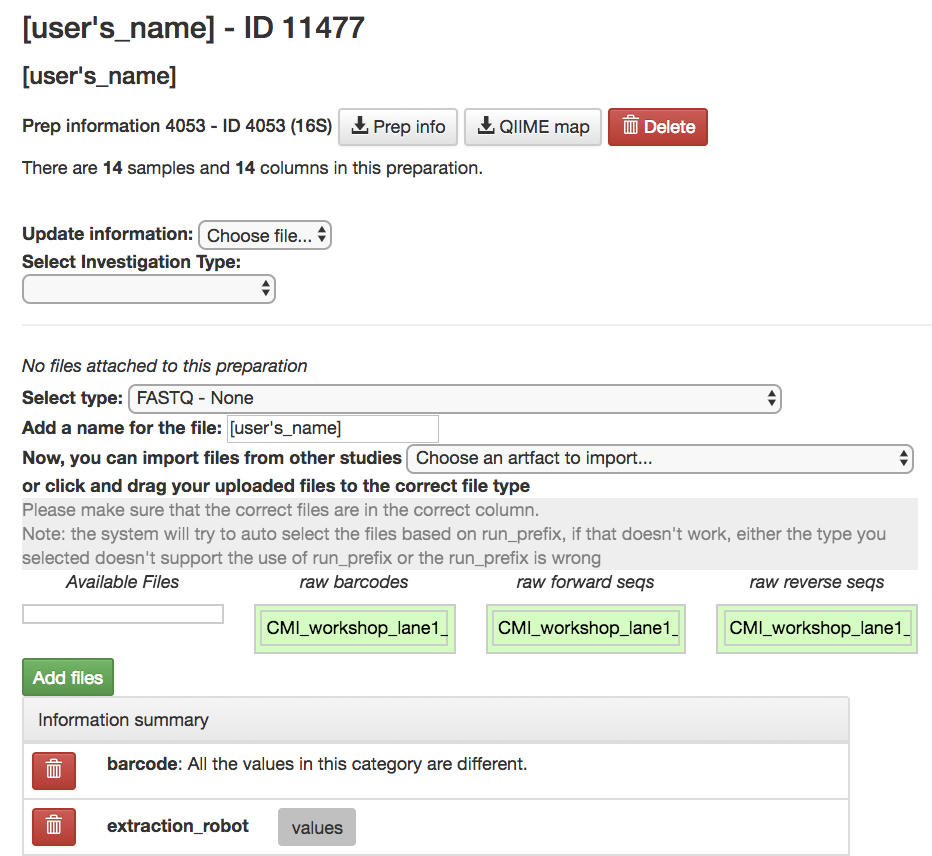 [user's_name] - ID 11477
[user's_name]
Prep information 4053 - ID 4053 (16S) Prep info QIIME map Delete
There are 14 samples and 14 columns in this preparation.
Update information: Choose file...
Select Investigation Type:
No files attached to this preparation
Select type: FASTQ - None
Add a name for the file: [user's_name]
Now, you can import files from other studies Choose an artfact to import...
or click and drag your uploaded files to the correct file type
Please make sure that the correct files are in the correct column.
Note: the system will try to auto select the files based on run_prefix, if that doesn't work, either the type you
selected doesn't support the use of run_prefix or the run_prefix is wrong
Available Files raw barcodes raw forward seqs raw reverse seqs
CMI_workshop_lane1_ CMI_workshop_lane1_ CMI_workshop_lane1_
Add files
Information summary
barcode: All the values in this category are different.
extraction_robot values